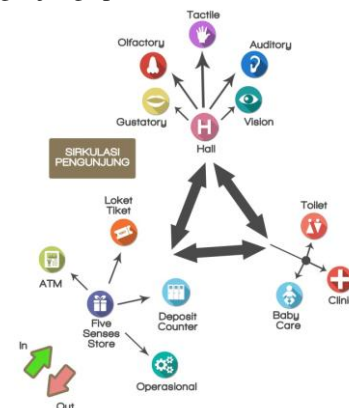 Tactile
Olfactory
Auditory
Gustatory
Vision
H
Hall
SIRKULASI
PENGUNJUNG
Loket
Tiket
Toilet
ATM
Clinic
Five
Senses
Store
Deposit
Counter
Baby
Care
In
Operasional
Out